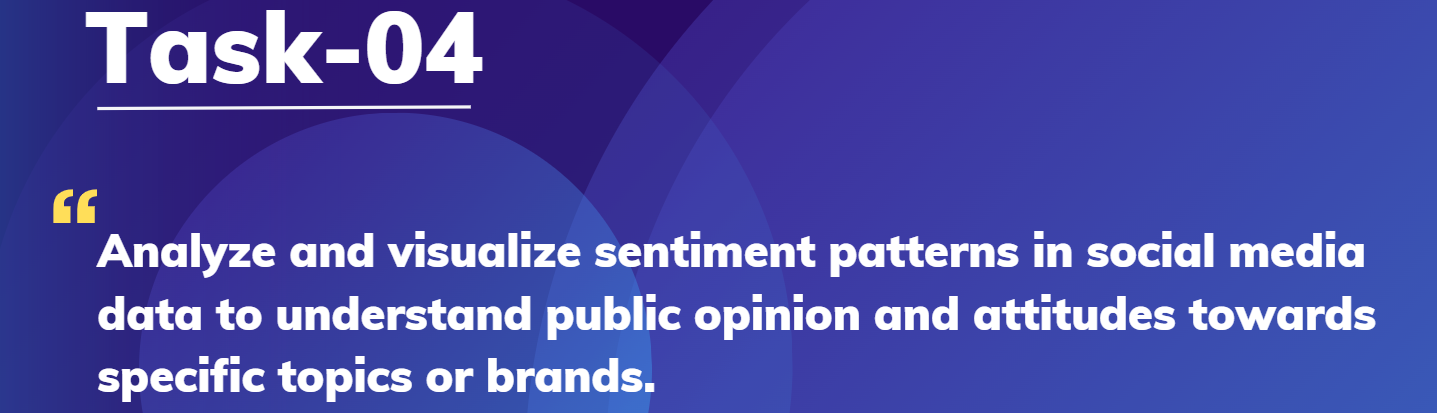 Task-04
“
Analyze and visualize sentiment patterns in social media
data to understand public opinion and attitudes towards
specific topics or brands.